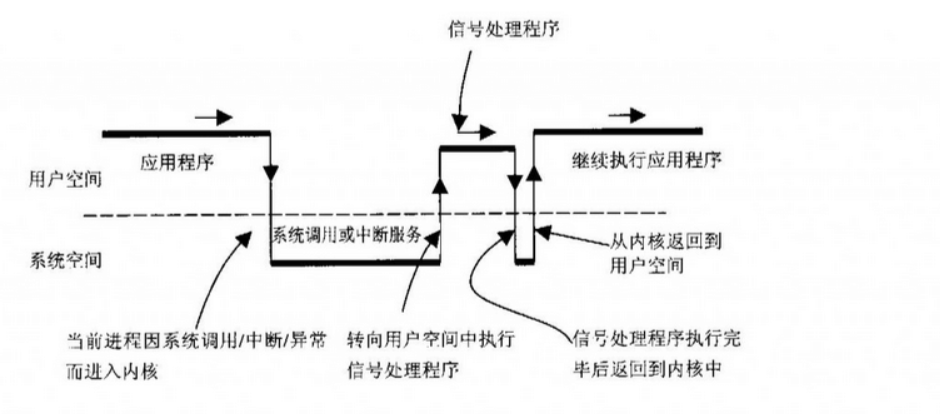 信号处理程序
应用程序
继续执行应用程序
用户空间
系统调用或中断服务
系统空间
从内核返回到
用户空间
当前进程因系统调用/中断/异常
而进入内核
转向用户空间中执行
信号处理程序
信号处理程序执行完
毕后返回到内核中